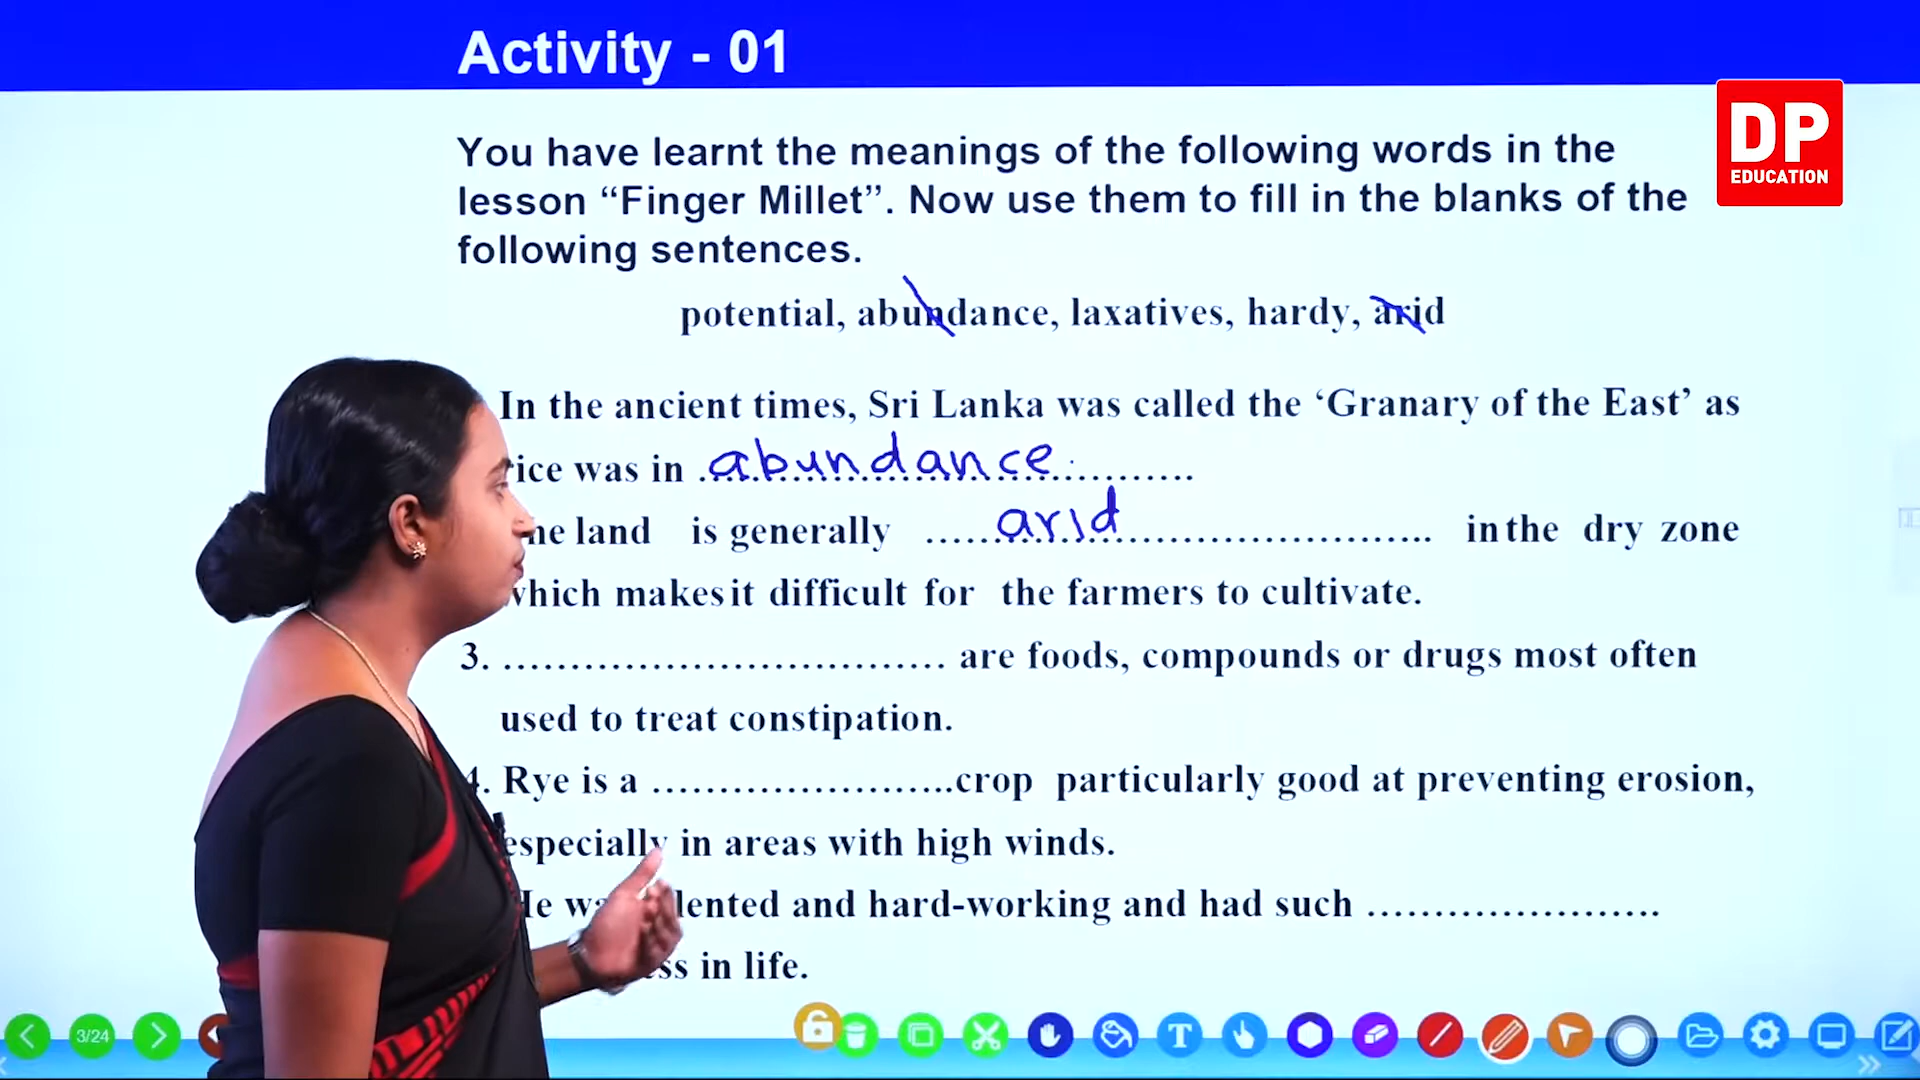 Activity - 01
DP
EDUCATION
You have learnt the meanings of the following words in the
lesson “Finger Millet”. Now use them to fill in the blanks of the
following sentences.
potential, abundance, laxatives, hardy, arid
In the ancient times, Sri Lanka was called the ‘Granary of the East’ as
was in abundance
land is generally arid in the dry zone
which makes it difficult for the farmers to cultivate.
3. .................................. are foods, compounds or drugs most often
used to treat constipation.
4. Rye is a .......................crop particularly good at preventing erosion,
especially in areas with high winds.
He and hard-working and had such ......................
in life.
3/24